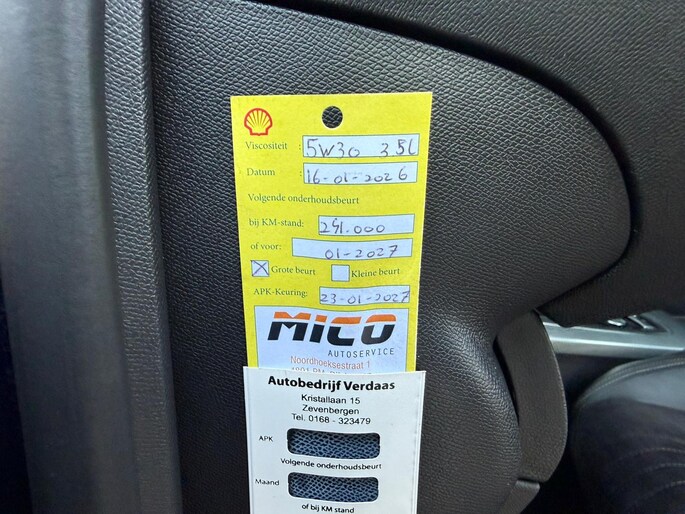 Viscositeit : 5W30 3.5l
Datum : 16-01-2026
Volgende onderhoudsbeurt
bij KM-stand: 241.000
of voor: 01-2027
Grote beurt Kleine beurt
APK-Keuring: 23-01-2027
MICO
AUTOSERVICE
Noordhoeksestraat 1
Autobedrijf Verdaas
Kristallaan 15
Zevenbergen
Tel. 0168 - 323479
APK
Volgende onderhoudsbeurt
Maand
of bij KM stand